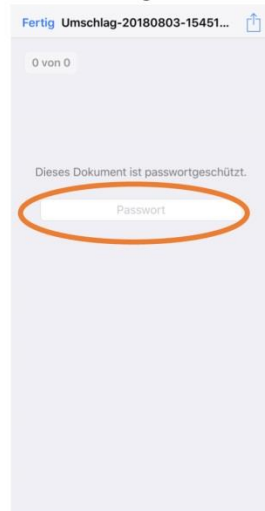 Fertig Umschlag-20180803-15451...
0 von 0
Dieses Dokument ist passwortgeschützt.
Passwort